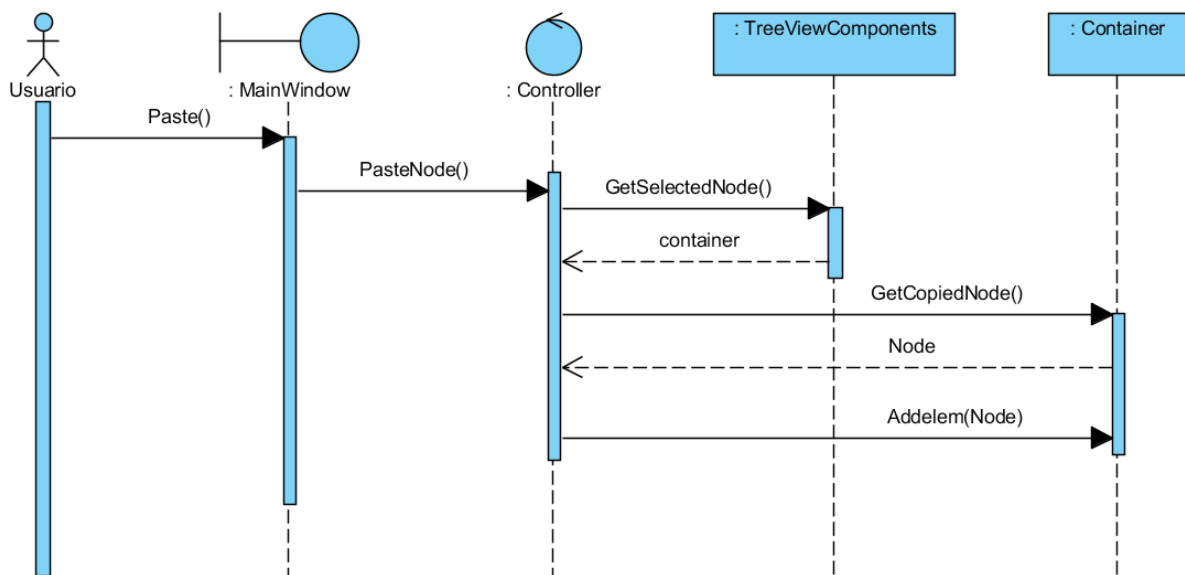 : TreeViewComponents
: Container
Usuario
: MainWindow
: Controller
Paste()
PasteNode()
GetSelectedNode()
container
GetCopiedNode()
Node
Addelem(Node)